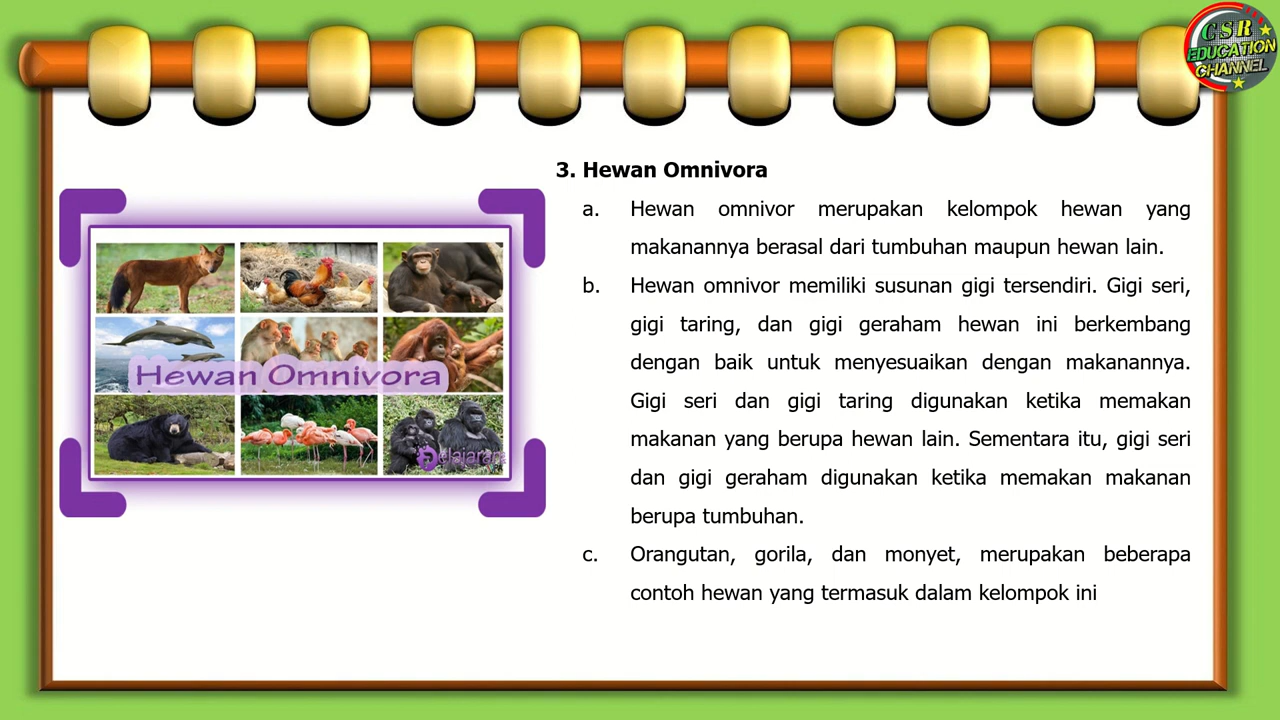 CSR
EDUCATION
CHANNEL
3. Hewan Omnivora
a. Hewan omnivor merupakan kelompok hewan yang
makanannya berasal dari tumbuhan maupun hewan lain.
b. Hewan omnivor memiliki susunan gigi tersendiri. Gigi seri,
gigi taring, dan gigi geraham hewan ini berkembang
dengan baik untuk menyesuaikan dengan makanannya.
Gigi seri dan gigi taring digunakan ketika memakan
makanan yang berupa hewan lain. Sementara itu, gigi seri
dan gigi geraham digunakan ketika memakan makanan
berupa tumbuhan.
c. Orangutan, gorila, dan monyet, merupakan beberapa
contoh hewan yang termasuk dalam kelompok ini
Hewan Omnivora